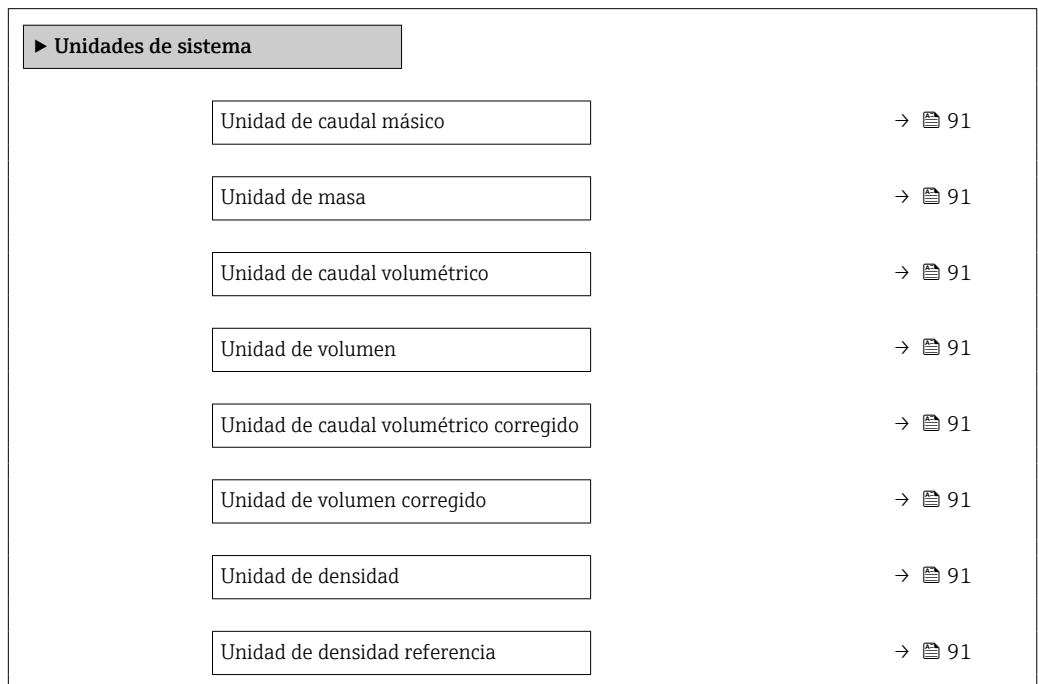 ▶ Unidades de sistema
Unidad de caudal másico → 91
Unidad de masa → 91
Unidad de caudal volumétrico → 91
Unidad de volumen → 91
Unidad de caudal volumétrico corregido → 91
Unidad de volumen corregido → 91
Unidad de densidad → 91
Unidad de densidad referencia → 91